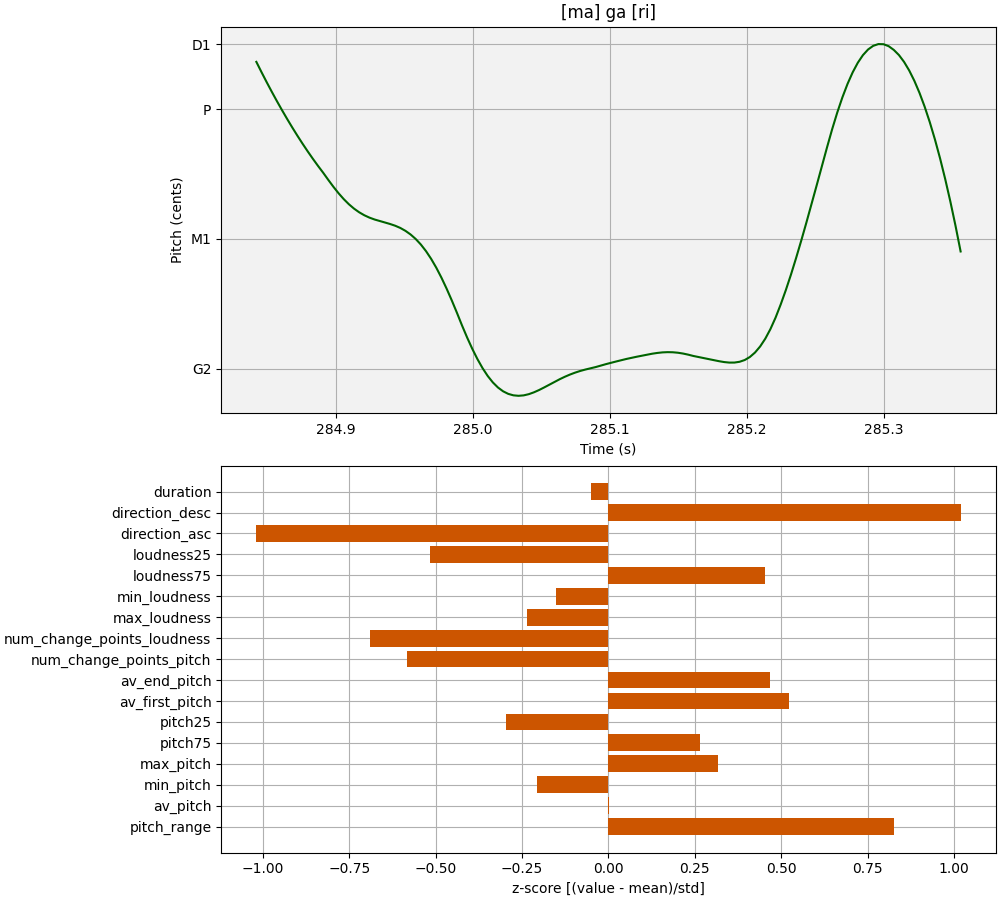 [ma] ga [ri]
D1
P
M1
G2
Pitch (cents)
284.9 285.0 285.1 285.2 285.3
Time (s)
duration
direction_desc
direction_asc
loudness25
loudness75
min_loudness
max_loudness
num_change_points_loudness
num_change_points_pitch
av_end_pitch
av_first_pitch
pitch25
pitch75
max_pitch
min_pitch
av_pitch
pitch_range
−1.00 −0.75 −0.50 −0.25 0.00 0.25 0.50 0.75 1.00
z-score [(value - mean)/std]